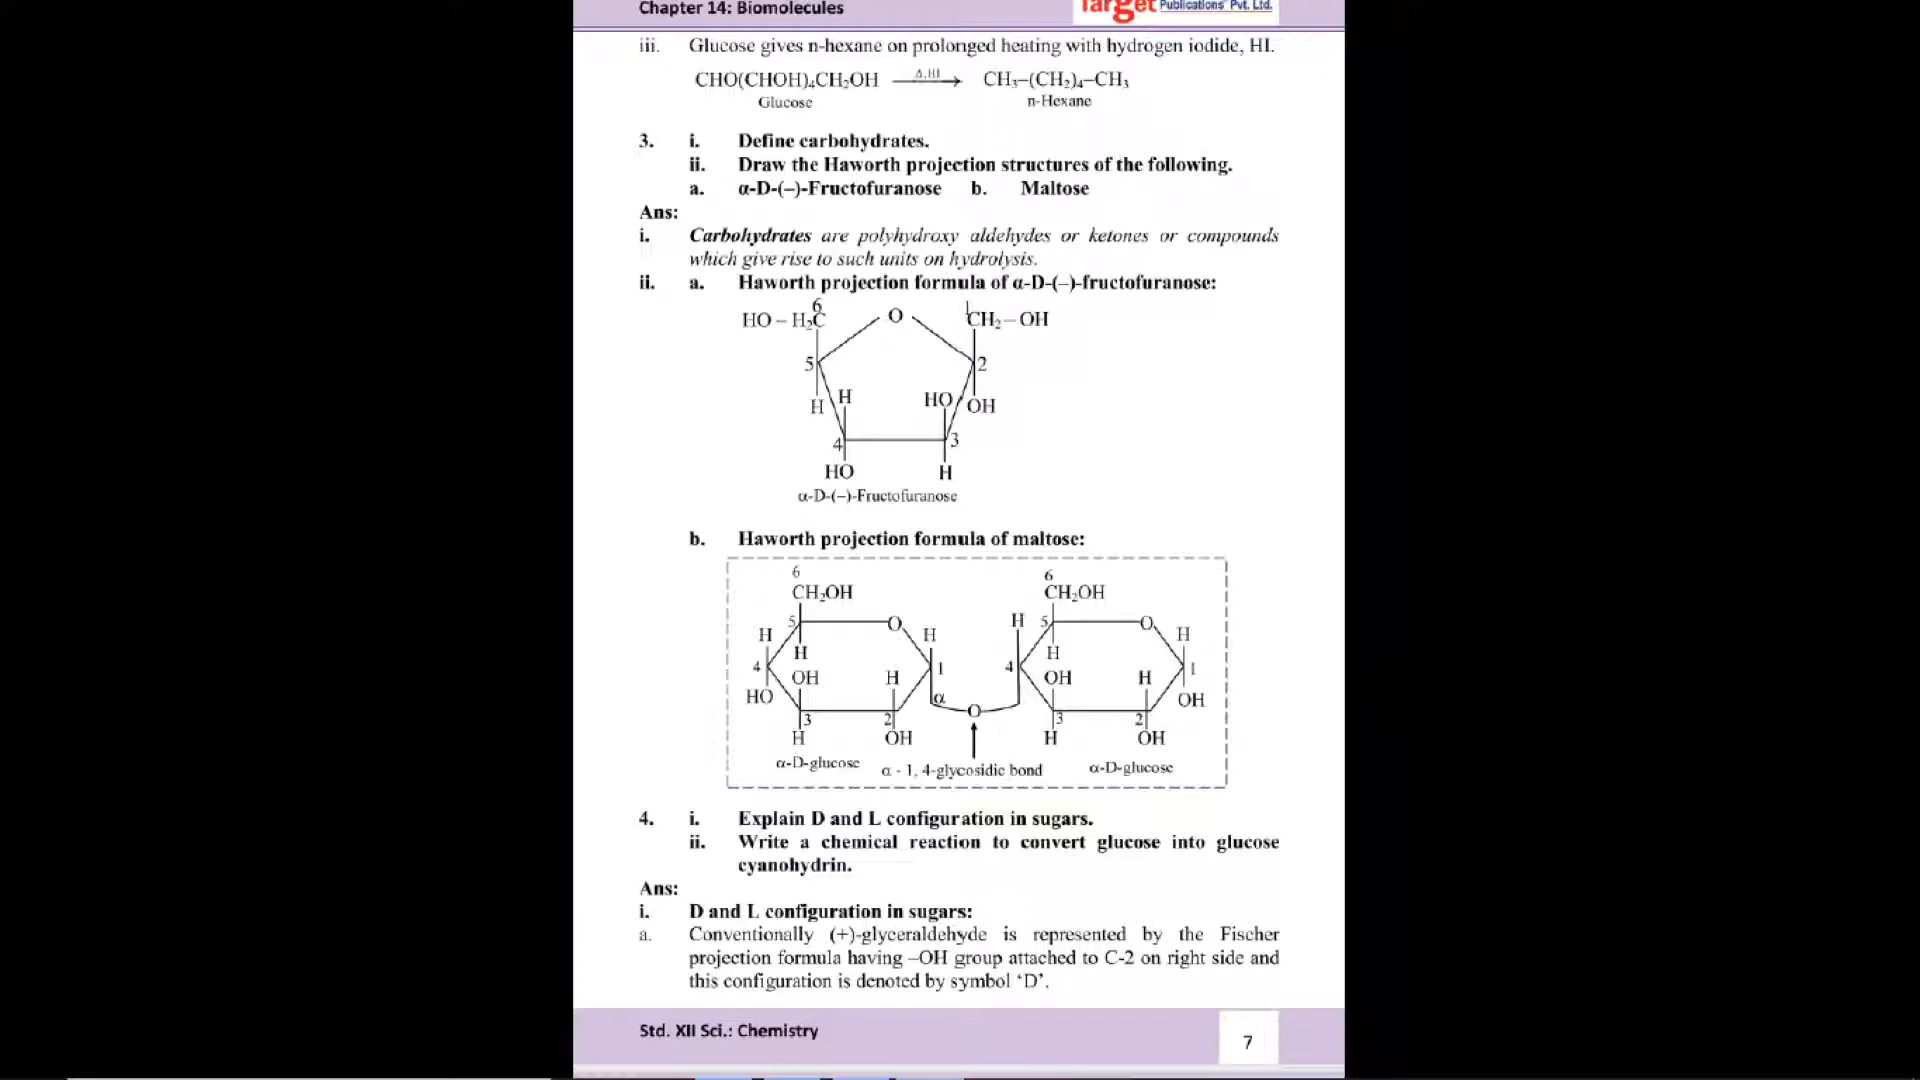 Chapter 14: Biomolecules
Target Publications Pvt. Ltd.
iii. Glucose gives n-hexane on prolonged heating with hydrogen iodide, HI.
CHO(CHOH)₄CH₂OH Δ,HI → CH₃–(CH₂)₄–CH₃
Glucose n-Hexane
3. i. Define carbohydrates.
ii. Draw the Haworth projection structures of the following.
a. α-D-(–)-Fructofuranose b. Maltose
Ans:
i. Carbohydrates are polyhydroxy aldehydes or ketones or compounds
which give rise to such units on hydrolysis.
ii. a. Haworth projection formula of α-D-(–)-fructofuranose:
6 1
HO – H₂C O CH₂ – OH
5 2
H H HO OH
4 3
HO H
α-D-(–)-Fructofuranose
b. Haworth projection formula of maltose:
6 6
CH₂OH CH₂OH
5 O H 5 O
H H H
H H
4 1 4 1
OH H OH H
HO α OH
3 2 O 3 2
H OH H OH
α-D-glucose α - 1, 4-glycosidic bond α-D-glucose
4. i. Explain D and L configuration in sugars.
ii. Write a chemical reaction to convert glucose into glucose
cyanohydrin.
Ans:
i. D and L configuration in sugars:
a. Conventionally (+)-glyceraldehyde is represented by the Fischer
projection formula having –OH group attached to C-2 on right side and
this configuration is denoted by symbol ‘D’.
Std. XII Sci.: Chemistry
7